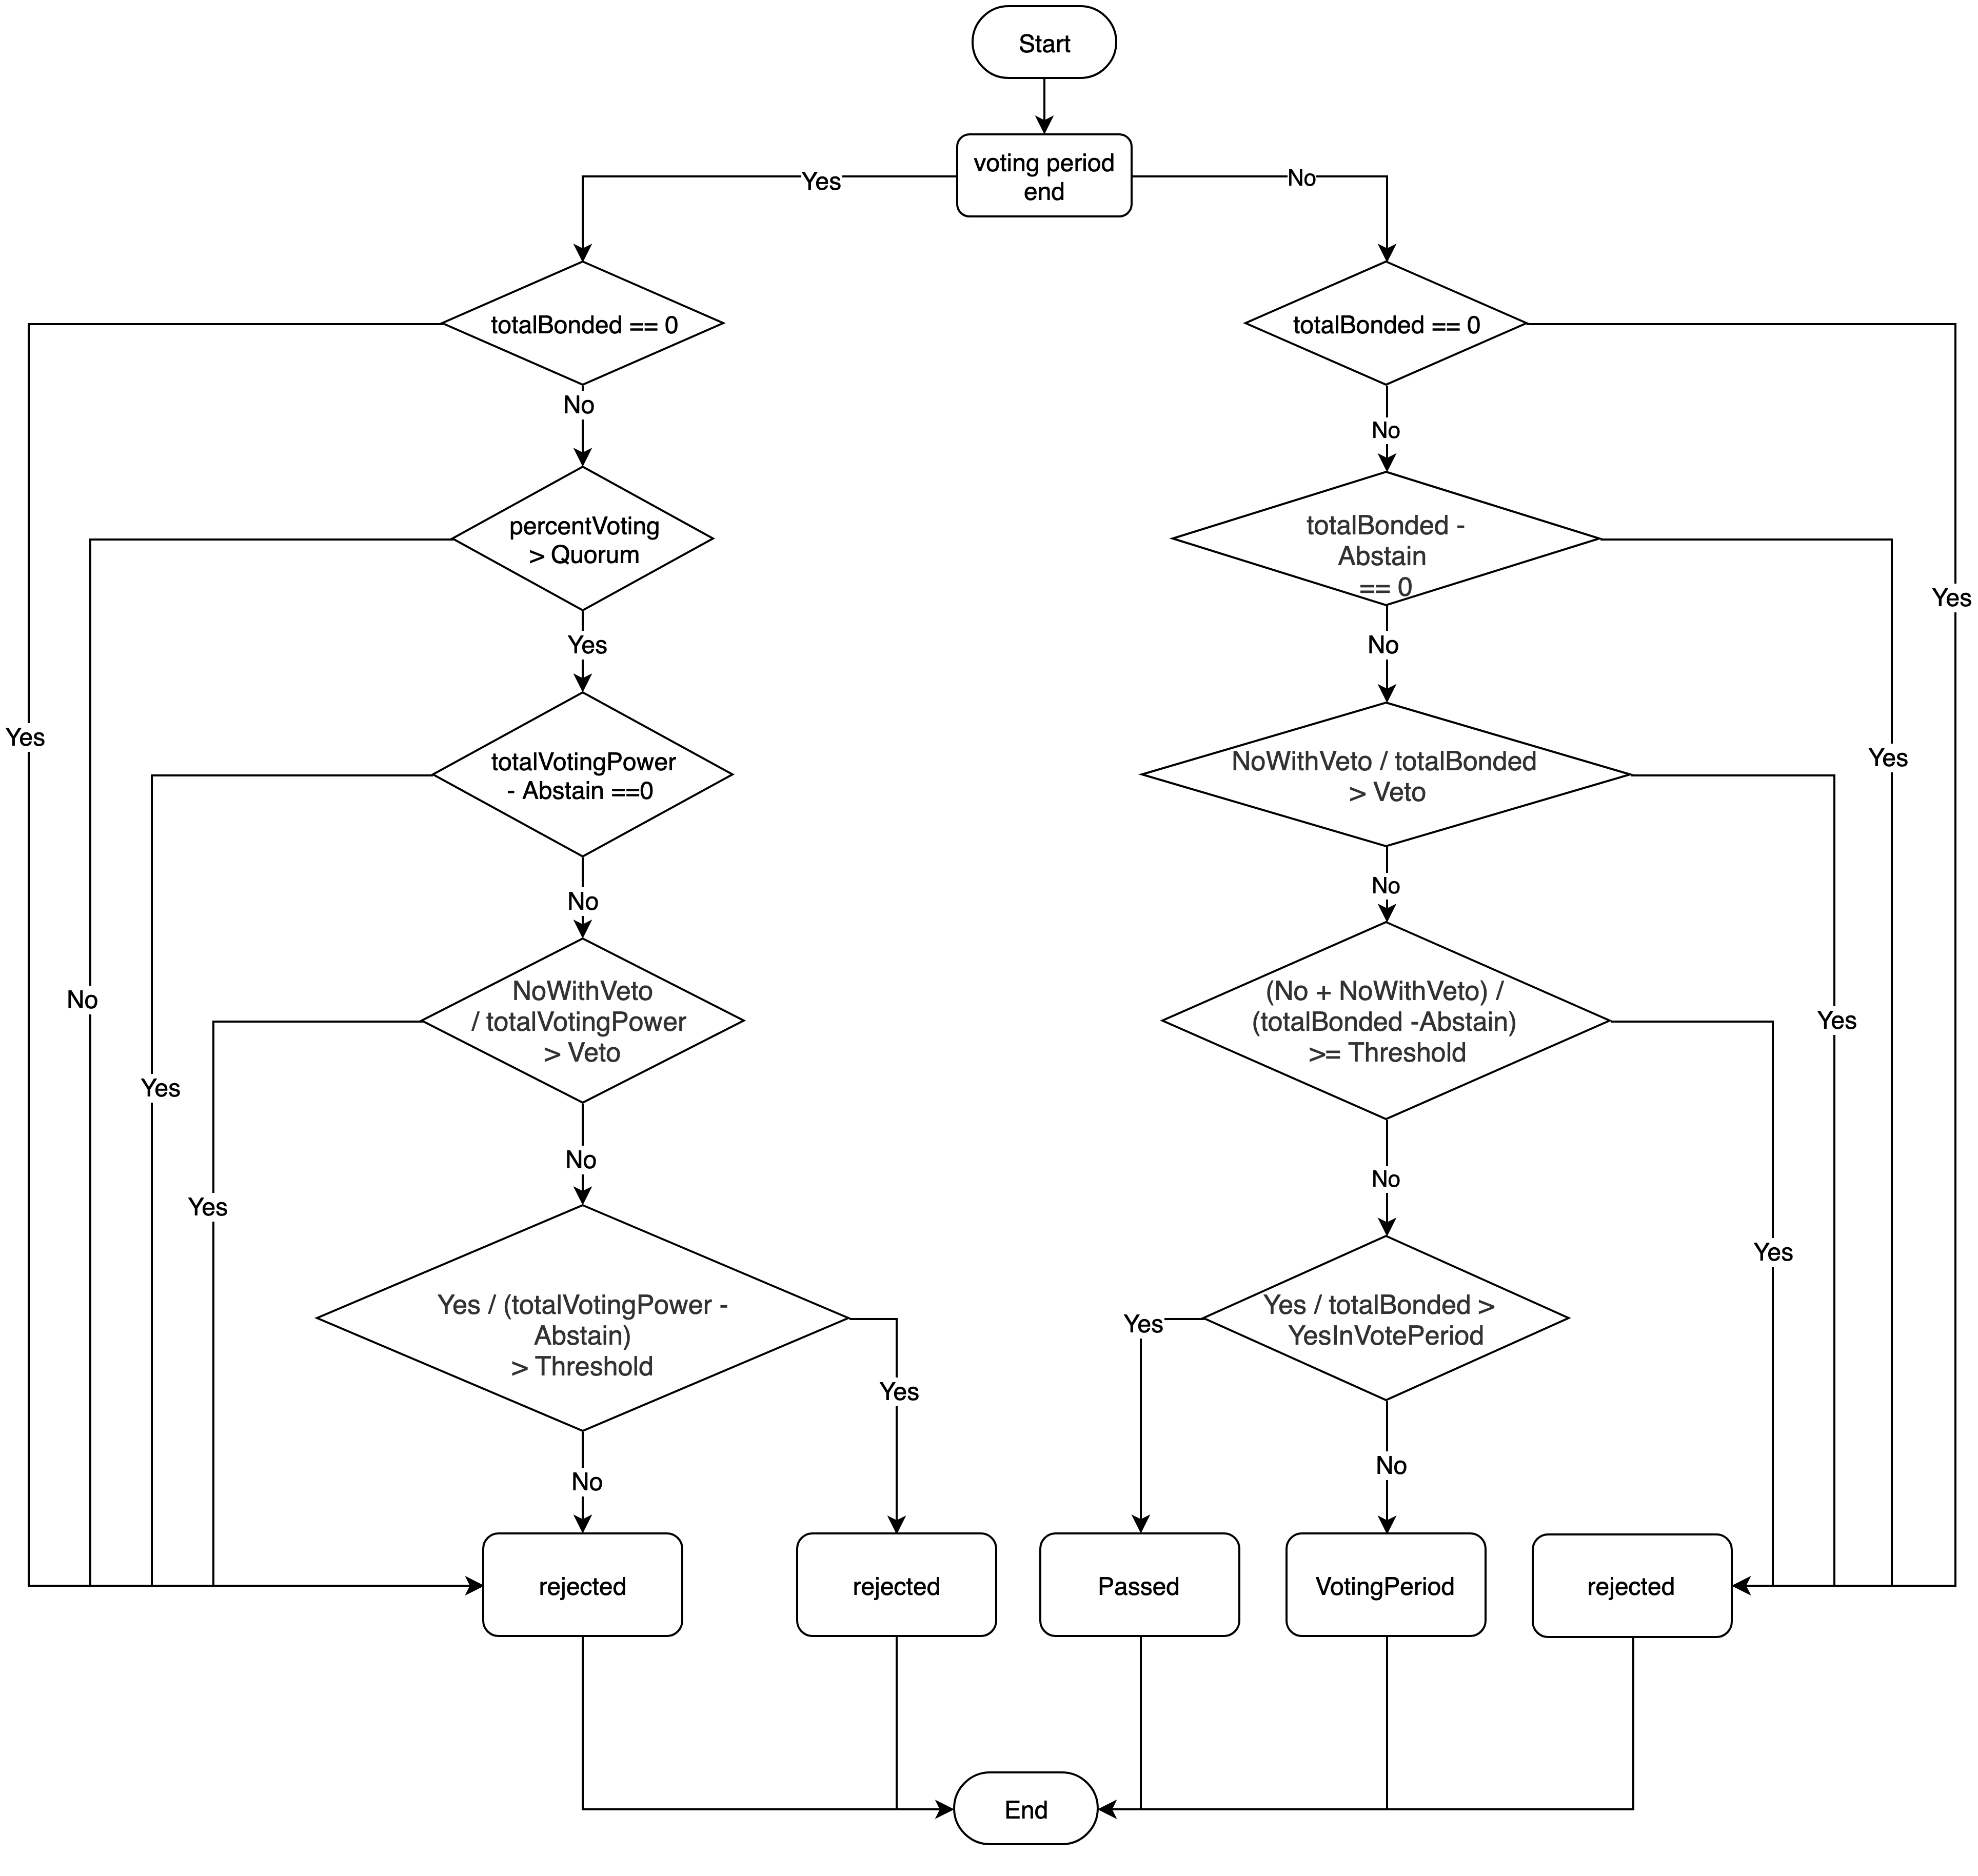 Start
voting period
end
Yes
No
totalBonded == 0
totalBonded == 0
No
No
percentVoting
> Quorum
totalBonded -
Abstain
== 0
Yes
Yes
No
Yes
totalVotingPower
- Abstain ==0
NoWithVeto / totalBonded
> Veto
Yes
No
No
No
NoWithVeto
/ totalVotingPower
> Veto
(No + NoWithVeto) /
(totalBonded -Abstain)
>= Threshold
Yes
Yes
No
No
Yes
Yes
Yes / (totalVotingPower -
Abstain)
> Threshold
Yes
Yes / totalBonded >
YesInVotePeriod
Yes
No
No
rejected
rejected
Passed
VotingPeriod
rejected
End